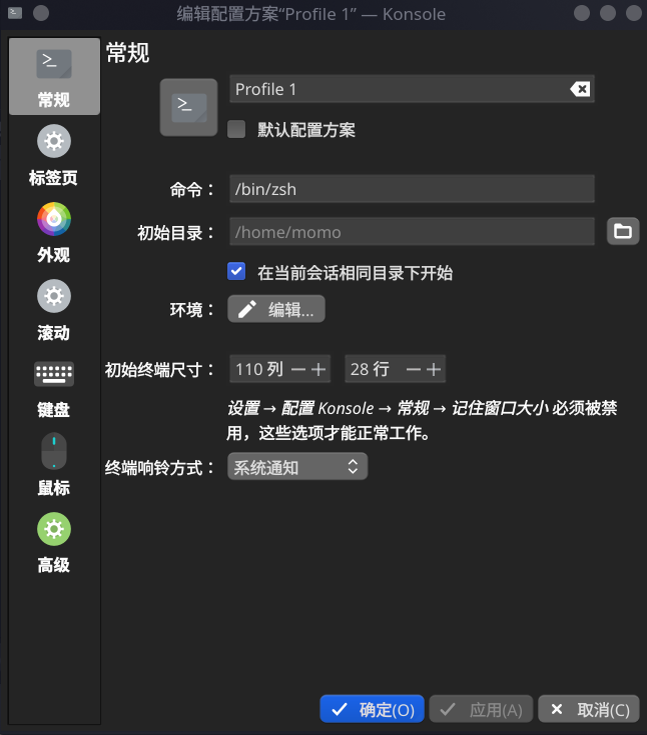 编辑配置方案“Profile 1” — Konsole
常规
常规
标签页
外观
滚动
键盘
鼠标
高级
Profile 1
默认配置方案
命令： /bin/zsh
初始目录： /home/momo
在当前会话相同目录下开始
环境： 编辑...
初始终端尺寸： 110 列 28 行
设置 → 配置 Konsole → 常规 → 记住窗口大小 必须被禁
用，这些选项才能正常工作。
终端响铃方式： 系统通知
确定(O) 应用(A) 取消(C)